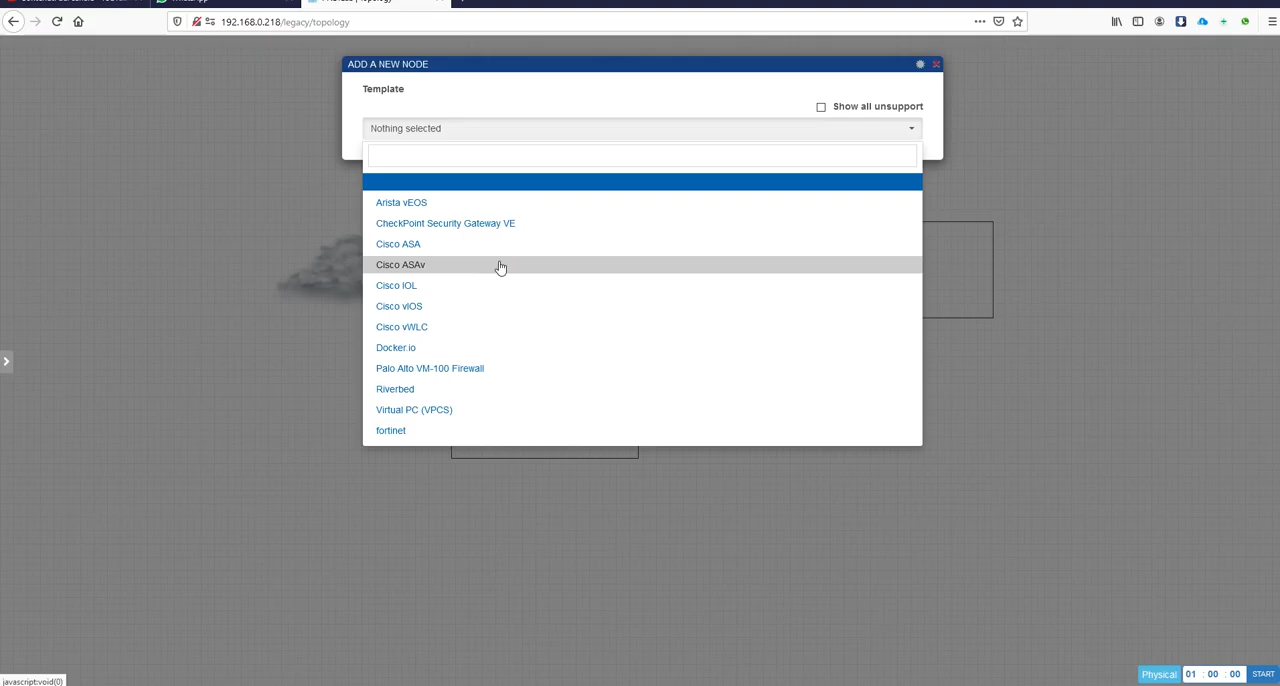 192.168.0.218/legacy/topology
ADD A NEW NODE
Template
Show all unsupport
Nothing selected
Arista vEOS
CheckPoint Security Gateway VE
Cisco ASA
Cisco ASAv
Cisco IOL
Cisco vIOS
Cisco vWLC
Docker.io
Palo Alto VM-100 Firewall
Riverbed
Virtual PC (VPCS)
fortinet
Physical 01 : 00 : 00 START
javascript:void(0)